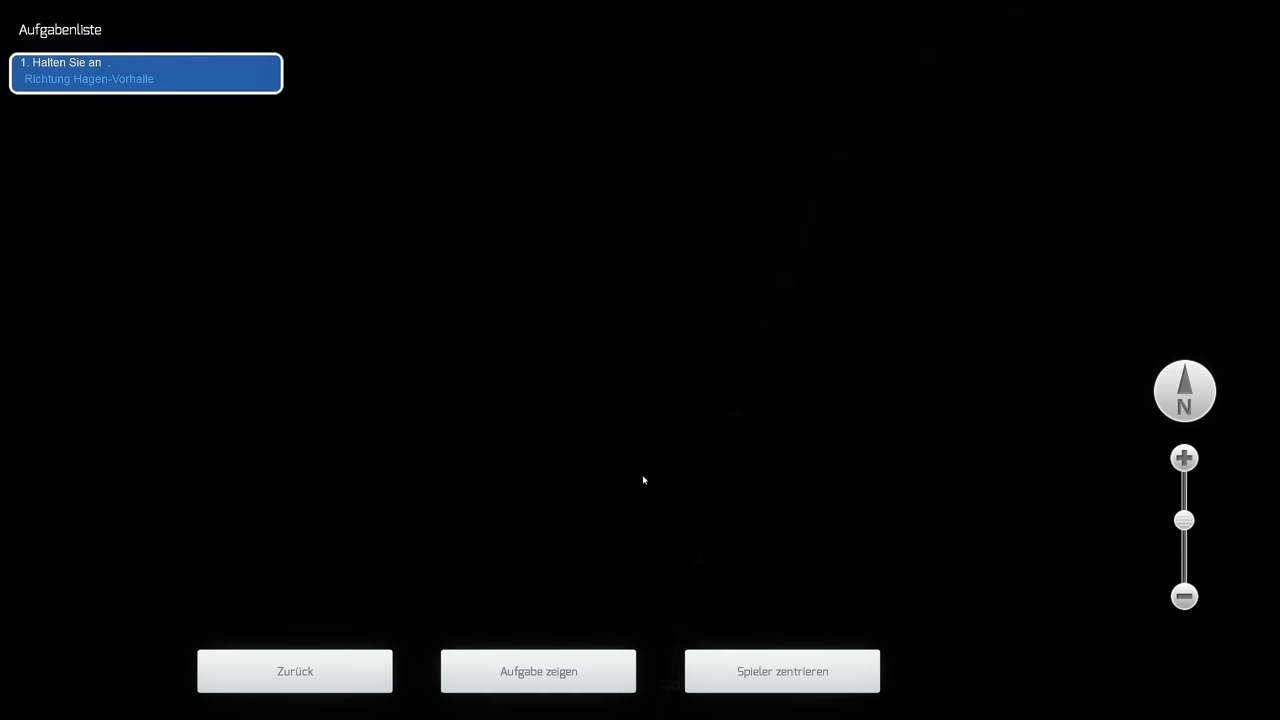 Aufgabenliste
1. Halten Sie an .
Richtung Hagen-Vorhalle
N
Zurück
Aufgabe zeigen
Spieler zentrieren